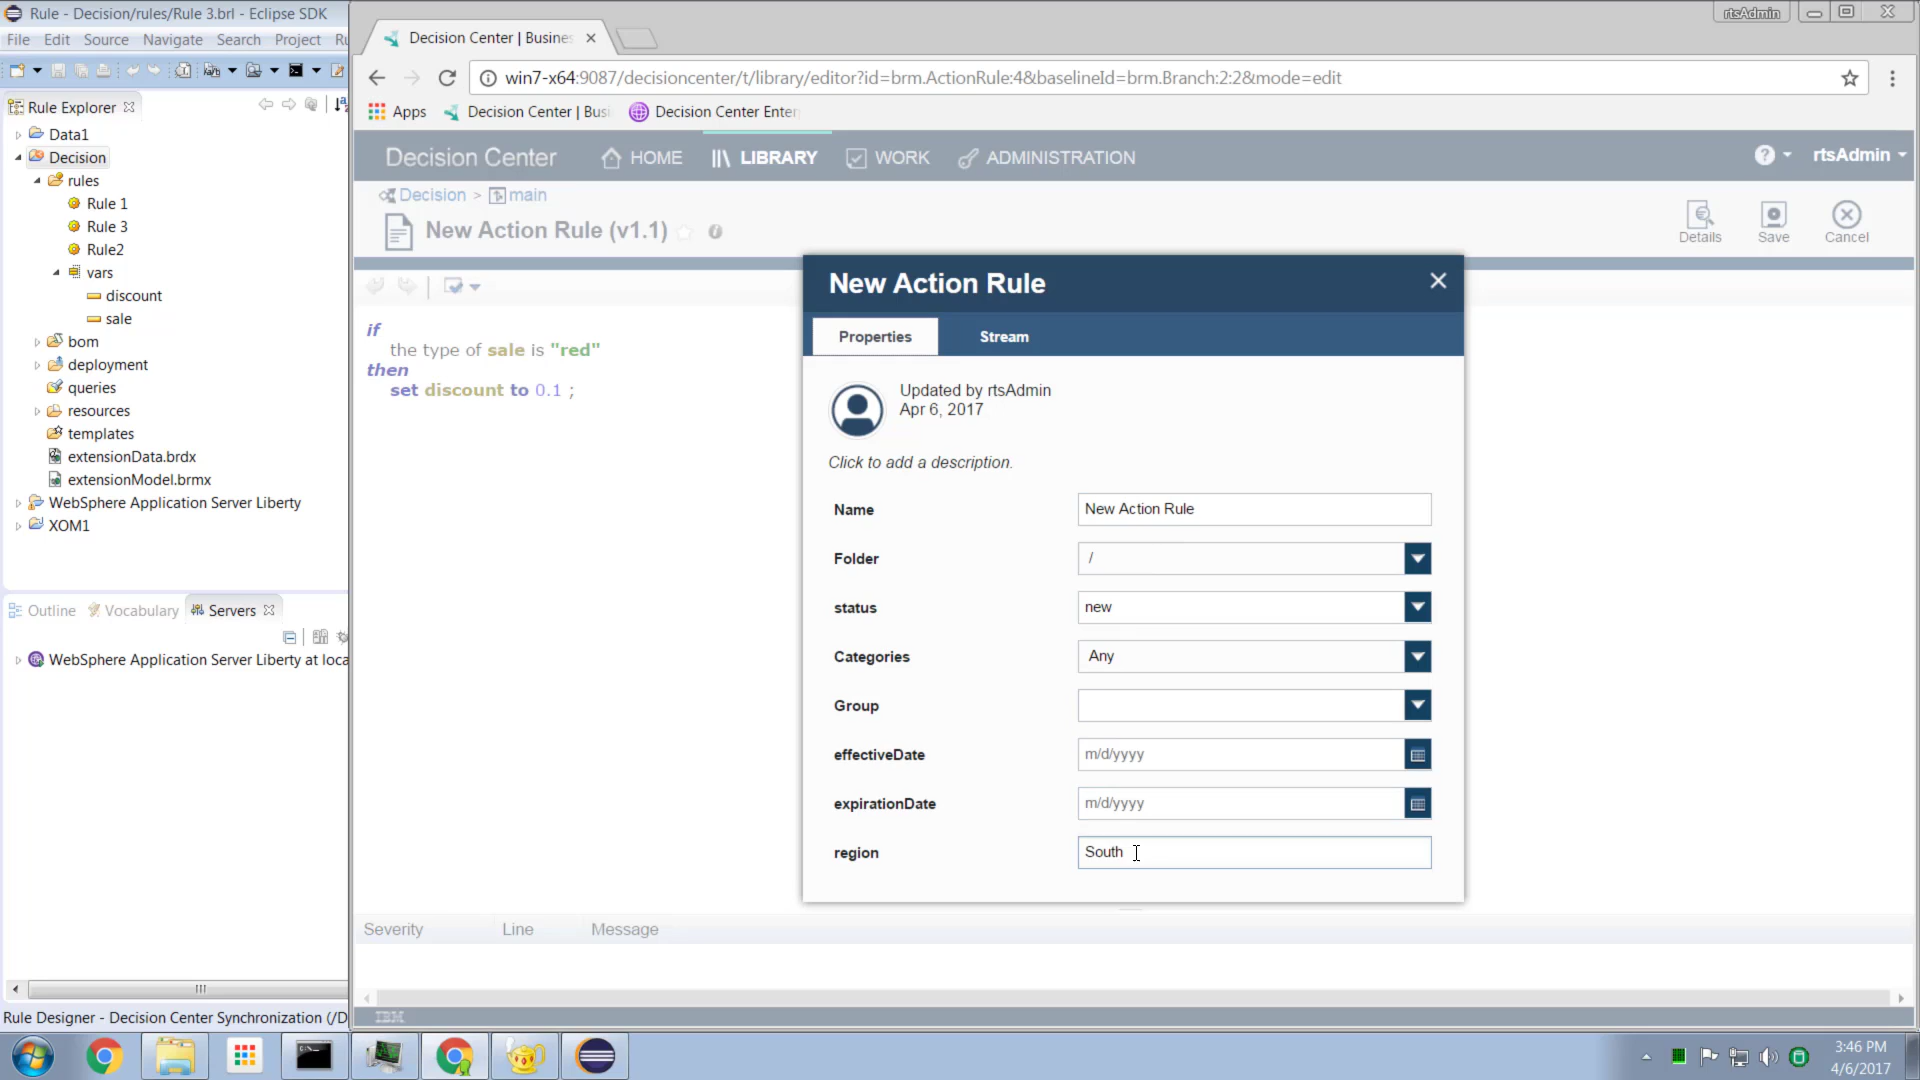 Rule - Decision/rules/Rule 3.brl - Eclipse SDK
File Edit Source Navigate Search Project Ru
Rule Explorer
Data1
Decision
rules
Rule 1
Rule 3
Rule2
vars
discount
sale
bom
deployment
queries
resources
templates
extensionData.brdx
extensionModel.brmx
WebSphere Application Server Liberty
XOM1
Outline Vocabulary Servers
WebSphere Application Server Liberty at loca
Rule Designer - Decision Center Synchronization (/D
rtsAdmin
Decision Center | Busines
win7-x64:9087/decisioncenter/t/library/editor?id=brm.ActionRule:4&baselineId=brm.Branch:2:2&mode=edit
Apps Decision Center | Busi Decision Center Enter
Decision Center HOME LIBRARY WORK ADMINISTRATION ? rtsAdmin
Decision > main
New Action Rule (v1.1)
Details Save Cancel
if
the type of sale is "red"
then
set discount to 0.1 ;
New Action Rule
Properties Stream
Updated by rtsAdmin
Apr 6, 2017
Click to add a description.
Name New Action Rule
Folder /
status new
Categories Any
Group
effectiveDate m/d/yyyy
expirationDate m/d/yyyy
region South
Severity Line Message
IBM
3:46 PM
4/6/2017